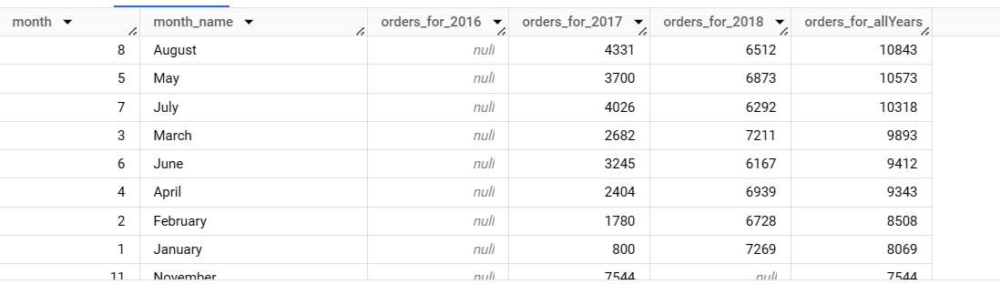 month month_name orders_for_2016 orders_for_2017 orders_for_2018 orders_for_allYears
8 August null 4331 6512 10843
5 May null 3700 6873 10573
7 July null 4026 6292 10318
3 March null 2682 7211 9893
6 June null 3245 6167 9412
4 April null 2404 6939 9343
2 February null 1780 6728 8508
1 January null 800 7269 8069
11 November null 7544 null 7544